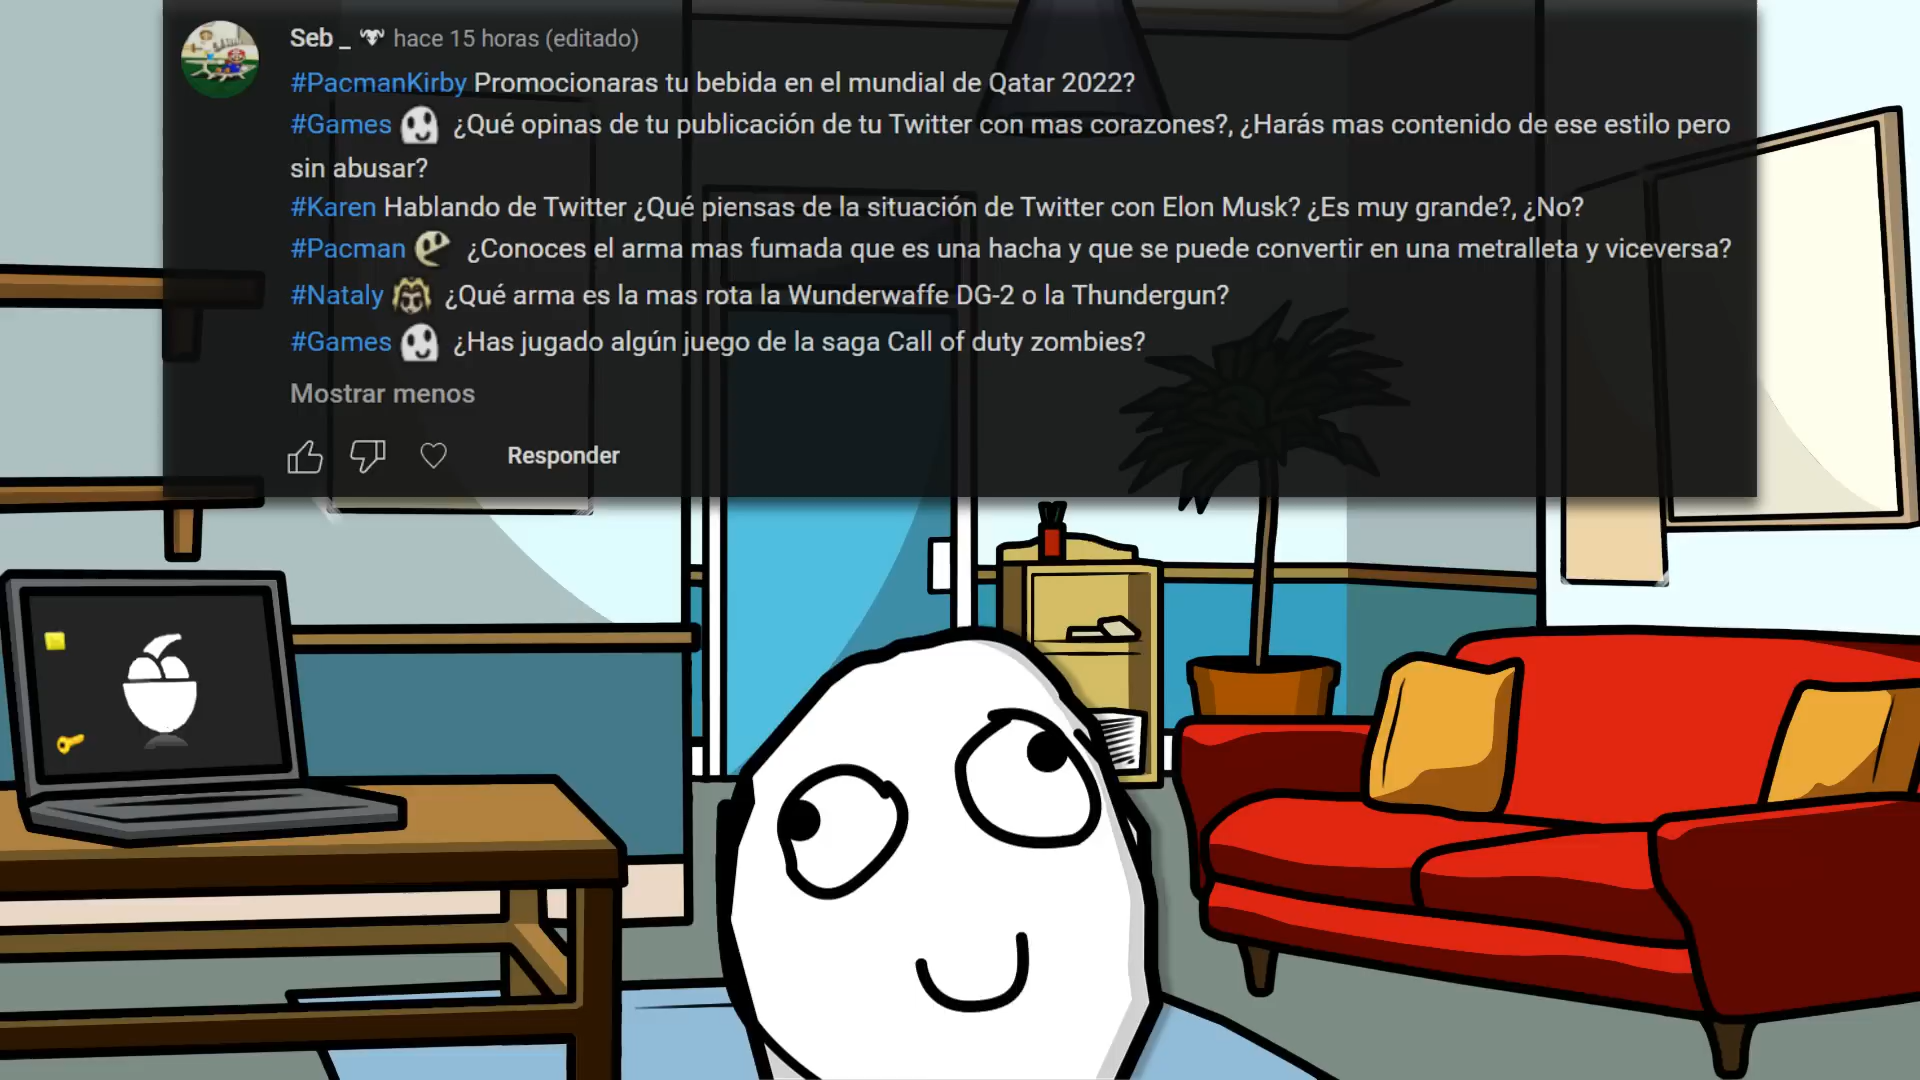 Seb _ hace 15 horas (editado)
#PacmanKirby Promocionaras tu bebida en el mundial de Qatar 2022?
#Games ¿Qué opinas de tu publicación de tu Twitter con mas corazones?, ¿Harás mas contenido de ese estilo pero
sin abusar?
#Karen Hablando de Twitter ¿Qué piensas de la situación de Twitter con Elon Musk? ¿Es muy grande?, ¿No?
#Pacman ¿Conoces el arma mas fumada que es una hacha y que se puede convertir en una metralleta y viceversa?
#Nataly ¿Qué arma es la mas rota la Wunderwaffe DG-2 o la Thundergun?
#Games ¿Has jugado algún juego de la saga Call of duty zombies?
Mostrar menos
Responder